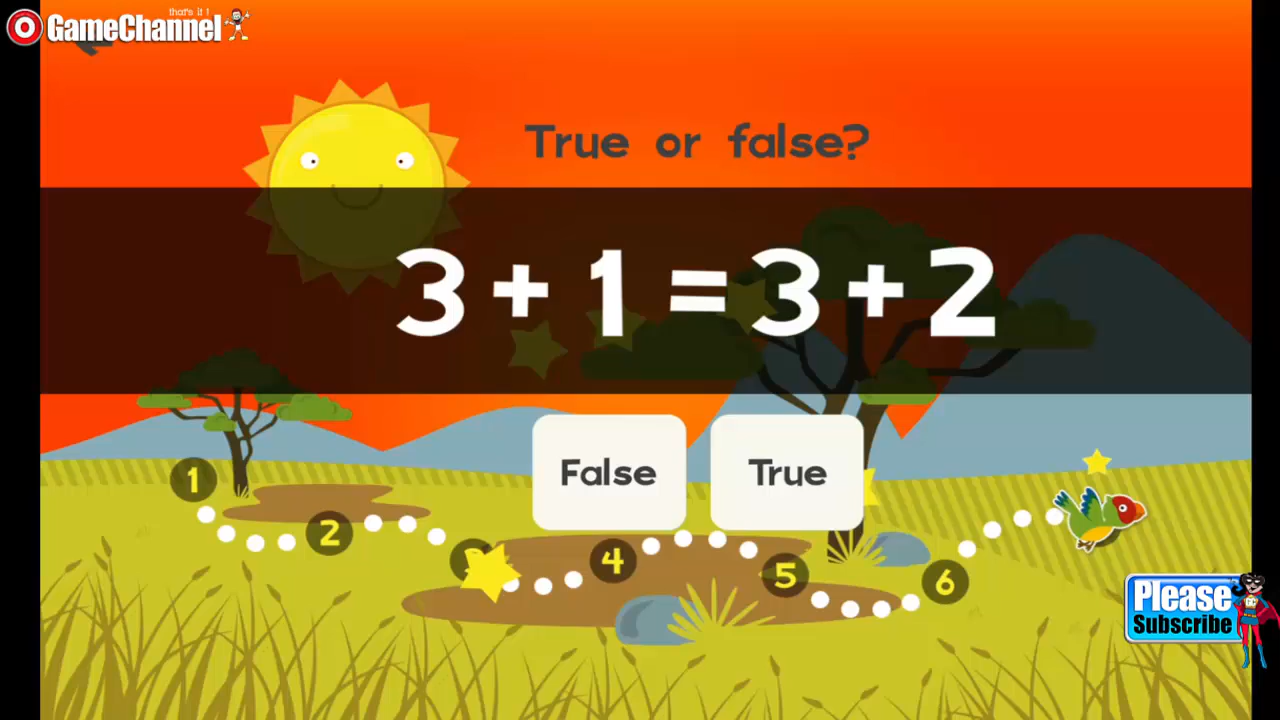 that's it !
GameChannel
True or false?
3 + 1 = 3 + 2
False
True
1
2
4
5
6
Please
Subscribe